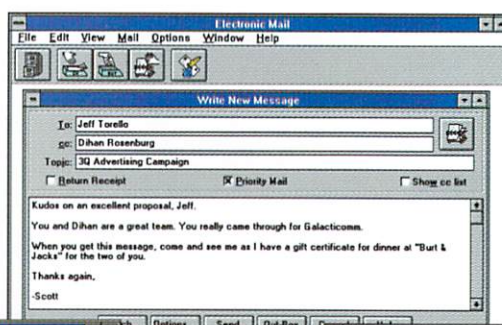 Electronic Mail
File Edit View Mail Options Window Help
Write New Message
To: Jeff Torello
cc: Dihan Rosenburg
Topic: 3Q Advertising Campaign
Return Receipt Priority Mail Show cc list
Kudos on an excellent proposal, Jeff.
You and Dihan are a great team. You really came through for Galacticomm.
When you get this message, come and see me as I have a gift certificate for dinner at "Burt &
Jacks" for the two of you.
Thanks again,
-Scott
Options Send